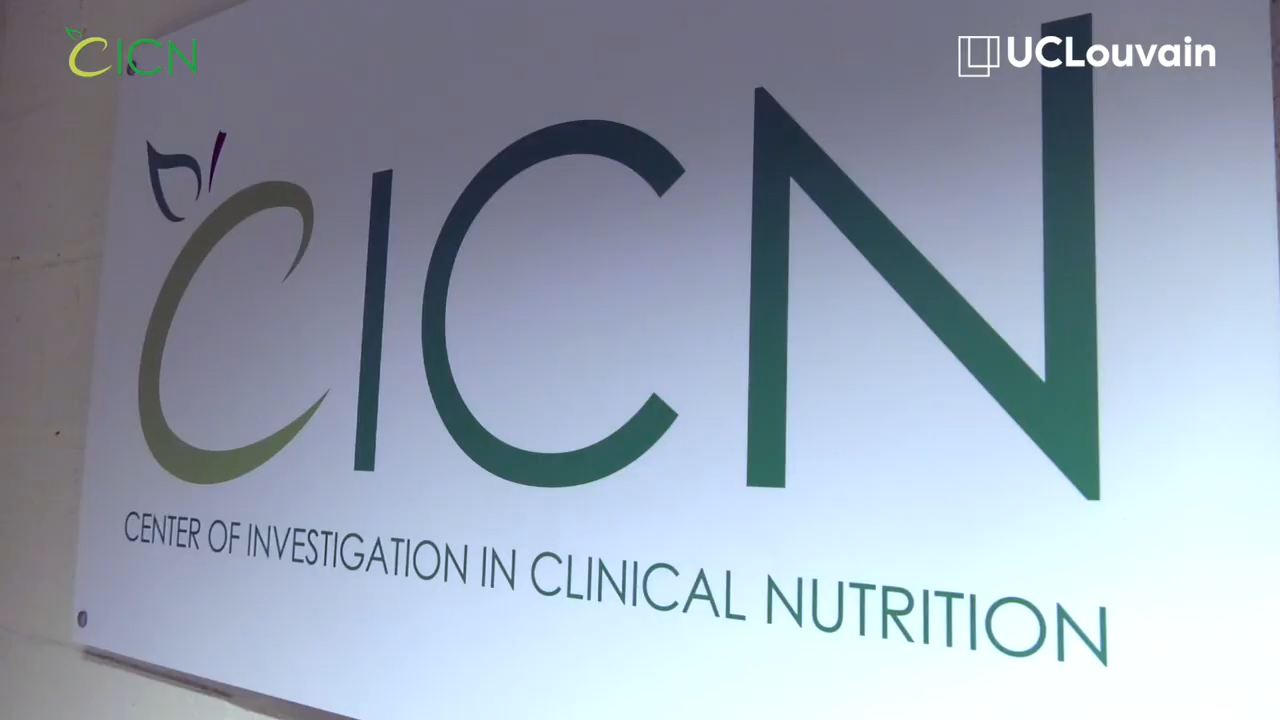 CICN
UCLouvain
CICN
CENTER OF INVESTIGATION IN CLINICAL NUTRITION